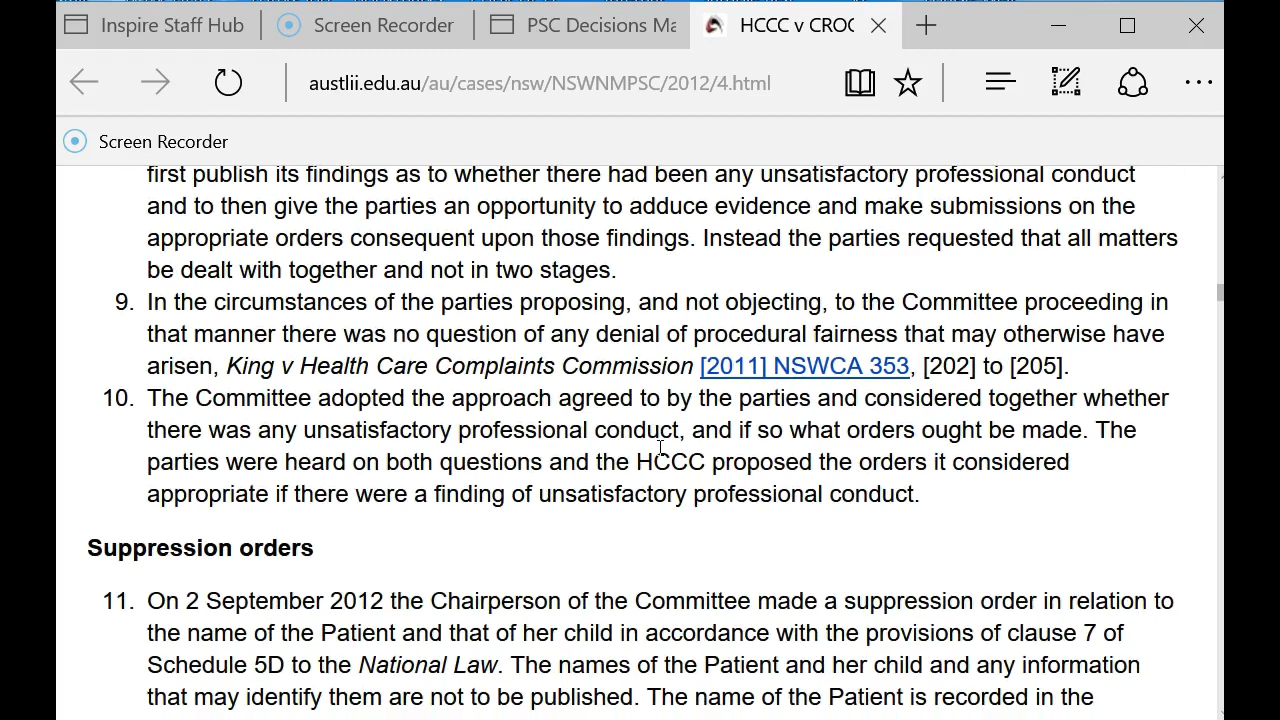 Inspire Staff Hub
Screen Recorder
PSC Decisions Ma
HCCC v CROC
austlii.edu.au/au/cases/nsw/NSWNMPSC/2012/4.html
Screen Recorder
first publish its findings as to whether there had been any unsatisfactory professional conduct
and to then give the parties an opportunity to adduce evidence and make submissions on the
appropriate orders consequent upon those findings. Instead the parties requested that all matters
be dealt with together and not in two stages.
9. In the circumstances of the parties proposing, and not objecting, to the Committee proceeding in
that manner there was no question of any denial of procedural fairness that may otherwise have
arisen, King v Health Care Complaints Commission [2011] NSWCA 353, [202] to [205].
10. The Committee adopted the approach agreed to by the parties and considered together whether
there was any unsatisfactory professional conduct, and if so what orders ought be made. The
parties were heard on both questions and the HCCC proposed the orders it considered
appropriate if there were a finding of unsatisfactory professional conduct.
Suppression orders
11. On 2 September 2012 the Chairperson of the Committee made a suppression order in relation to
the name of the Patient and that of her child in accordance with the provisions of clause 7 of
Schedule 5D to the National Law. The names of the Patient and her child and any information
that may identify them are not to be published. The name of the Patient is recorded in the